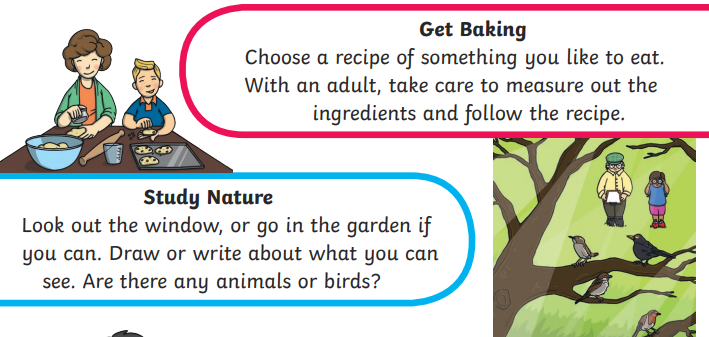 Get Baking
Choose a recipe of something you like to eat.
With an adult, take care to measure out the
ingredients and follow the recipe.
Study Nature
Look out the window, or go in the garden if
you can. Draw or write about what you can
see. Are there any animals or birds?